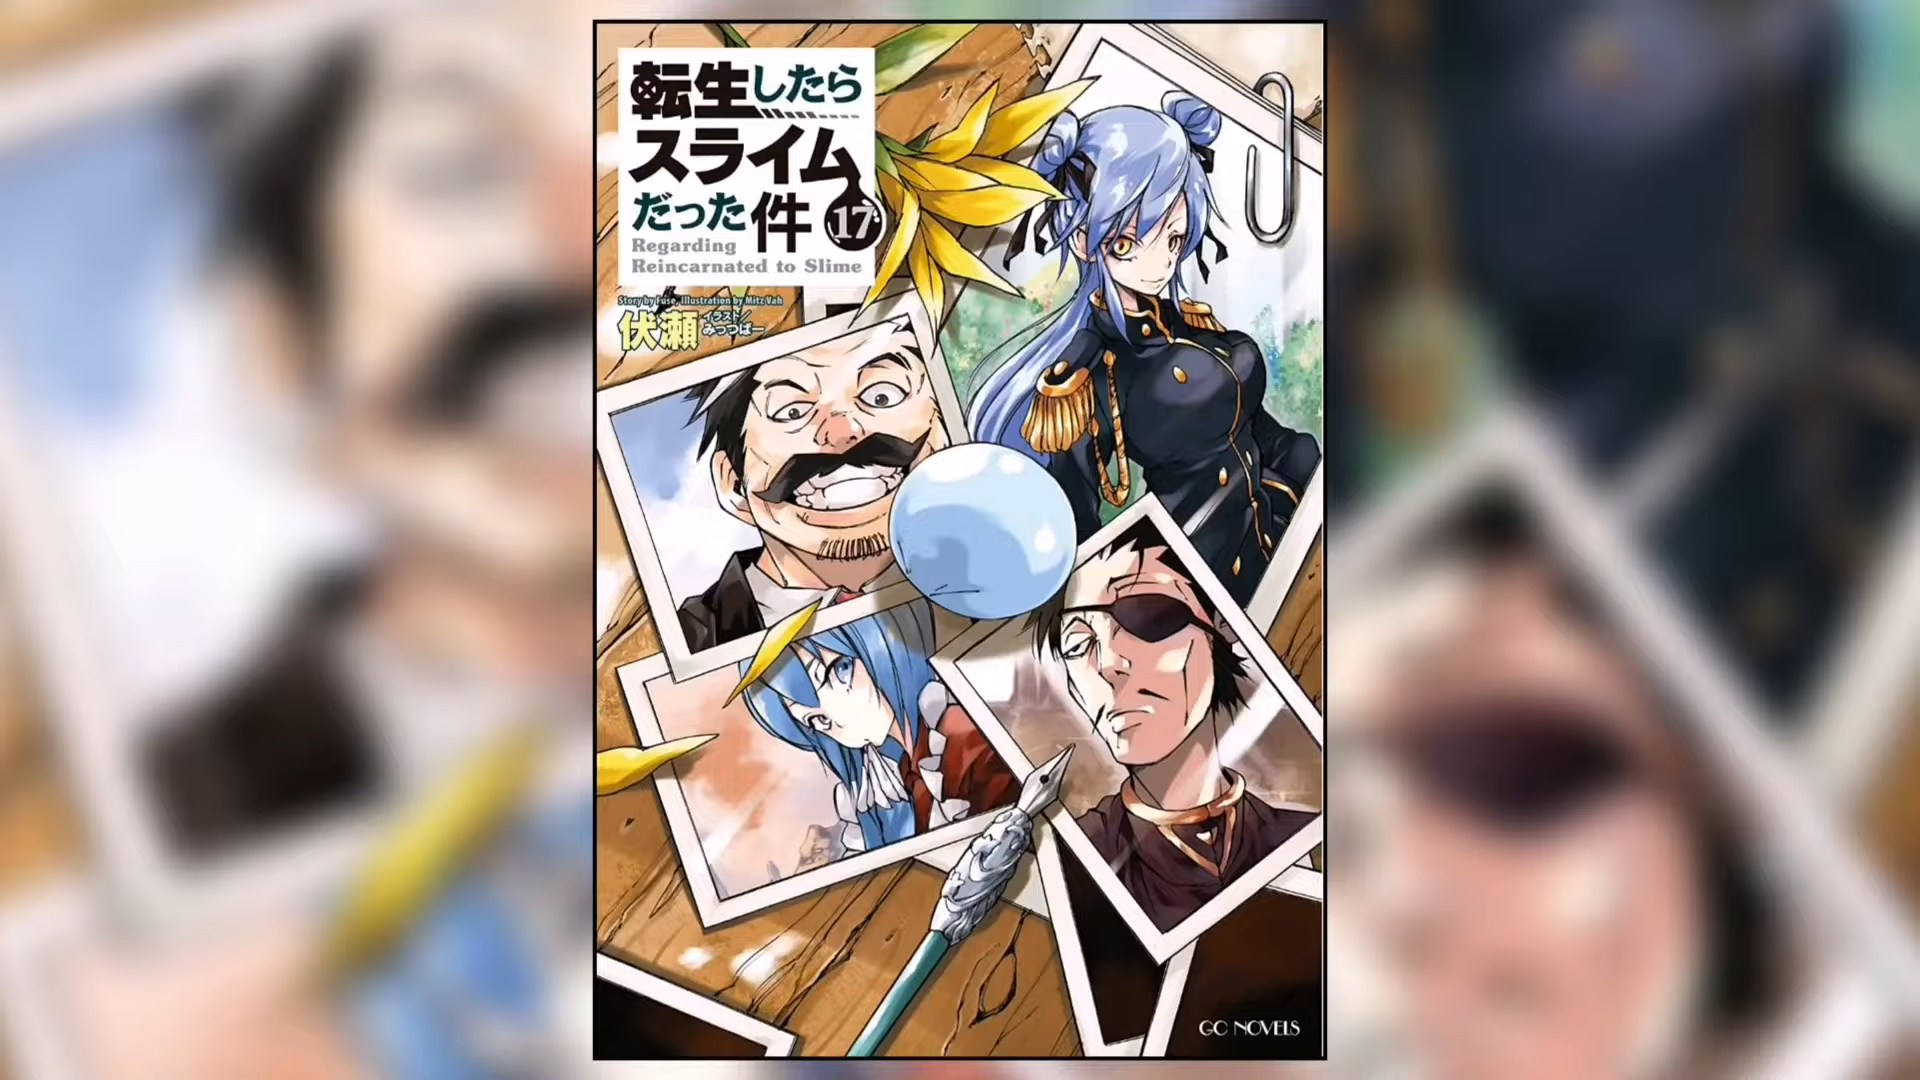 転生したら
スライム
だった件 17
Regarding
Reincarnated to Slime
Story by Fuse, Illustration by Mitz Vah
伏瀬 イラスト/
みっつばー
GC NOVELS